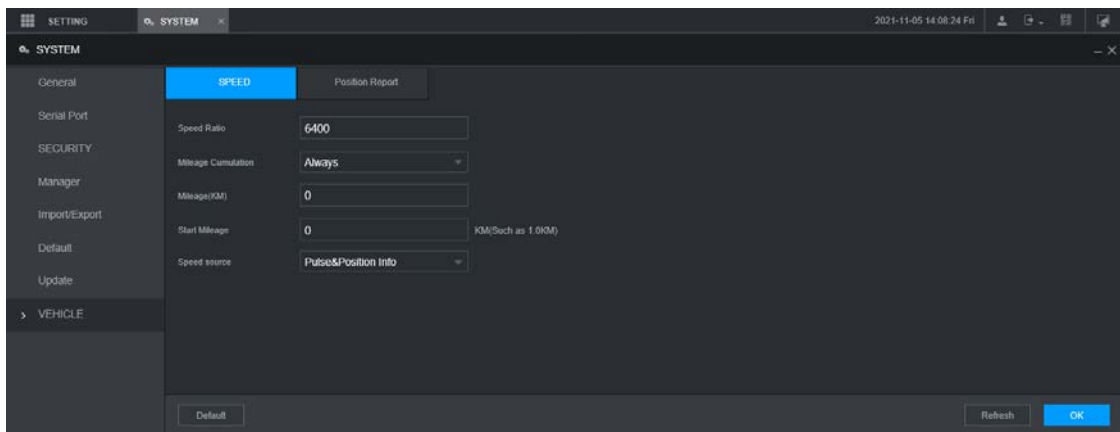 SETTING SYSTEM × 2021-11-05 14:08:24 Fri
SYSTEM
General
Serial Port
SECURITY
Manager
Import/Export
Default
Update
VEHICLE
SPEED Position Report
Speed Ratio 6400
Mileage Cumulation Always
Mileage(KM) 0
Start Mileage 0 KM(Such as 1.0KM)
Speed source Pulse&Position Info
Default Refresh OK